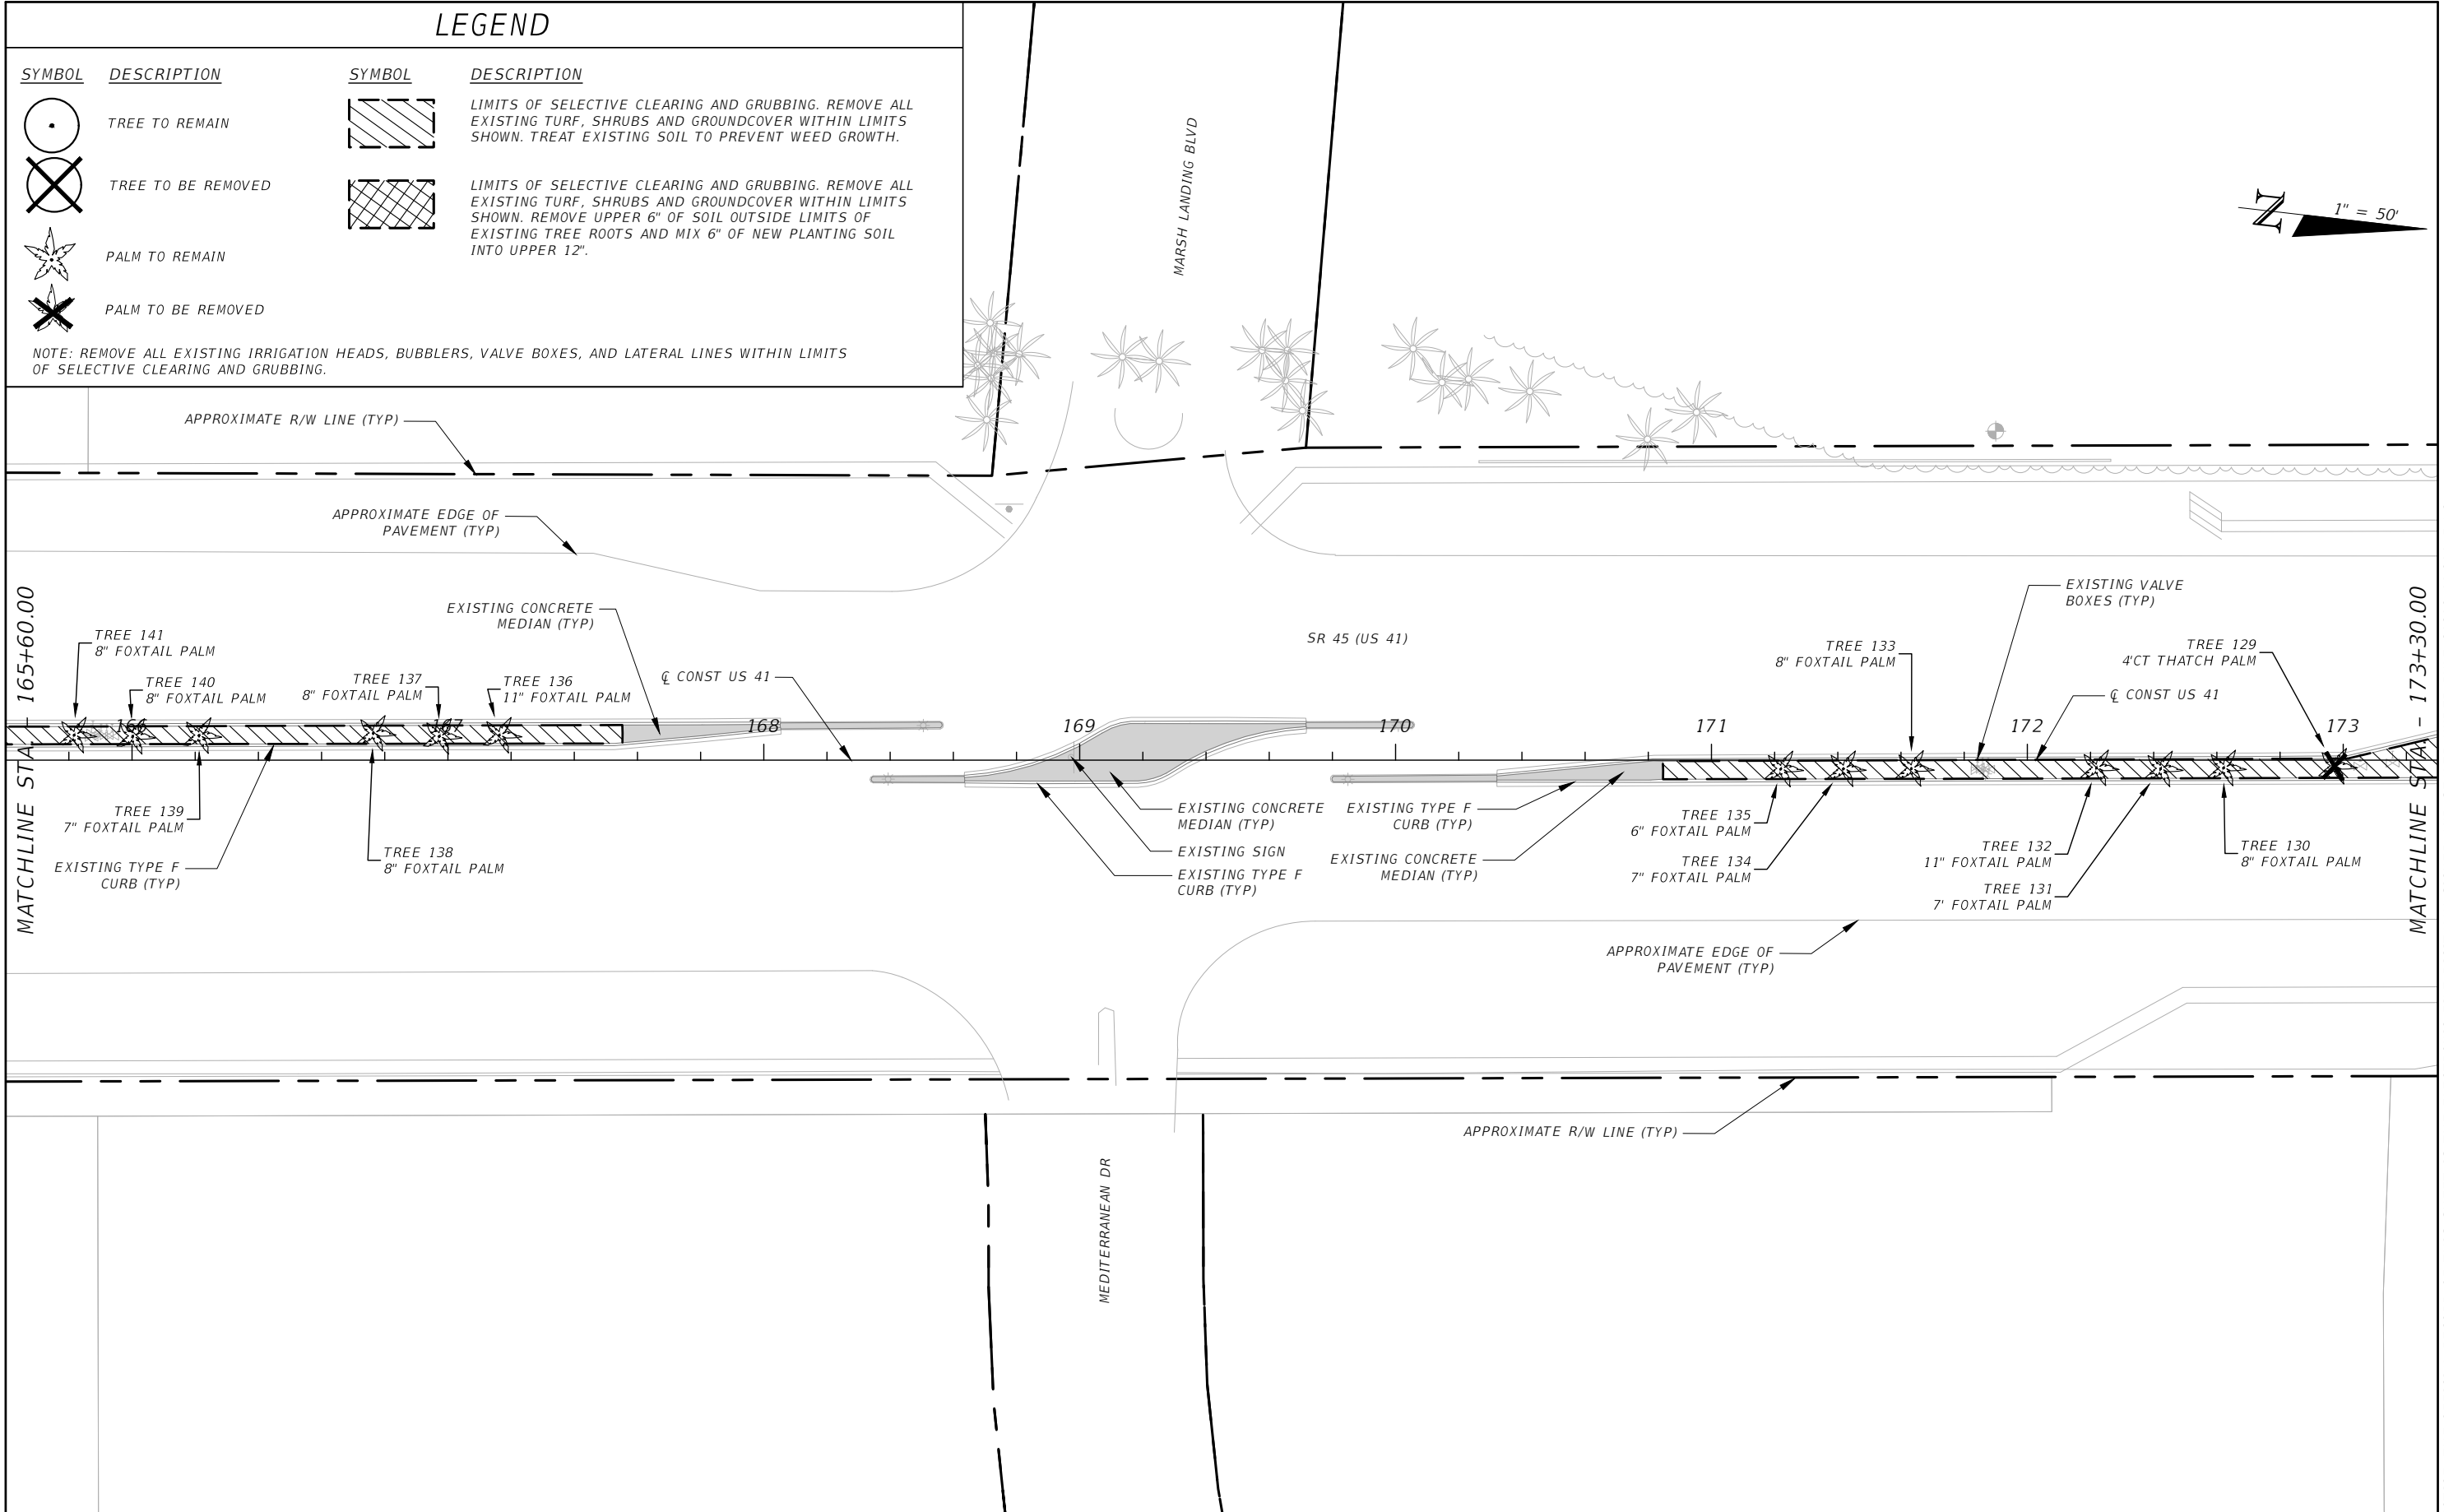 LEGEND
SYMBOL DESCRIPTION SYMBOL DESCRIPTION
TREE TO REMAIN
TREE TO BE REMOVED
PALM TO REMAIN
PALM TO BE REMOVED
LIMITS OF SELECTIVE CLEARING AND GRUBBING. REMOVE ALL
EXISTING TURF, SHRUBS AND GROUNDCOVER WITHIN LIMITS
SHOWN. TREAT EXISTING SOIL TO PREVENT WEED GROWTH.
LIMITS OF SELECTIVE CLEARING AND GRUBBING. REMOVE ALL
EXISTING TURF, SHRUBS AND GROUNDCOVER WITHIN LIMITS
SHOWN. REMOVE UPPER 6" OF SOIL OUTSIDE LIMITS OF
EXISTING TREE ROOTS AND MIX 6" OF NEW PLANTING SOIL
INTO UPPER 12".
NOTE: REMOVE ALL EXISTING IRRIGATION HEADS, BUBBLERS, VALVE BOXES, AND LATERAL LINES WITHIN LIMITS
OF SELECTIVE CLEARING AND GRUBBING.
MARSH LANDING BLVD
N
1" = 50'
APPROXIMATE R/W LINE (TYP)
APPROXIMATE EDGE OF
PAVEMENT (TYP)
MATCHLINE STA - 165+60.00
TREE 141
8" FOXTAIL PALM
TREE 140
8" FOXTAIL PALM
TREE 137
8" FOXTAIL PALM
EXISTING CONCRETE
MEDIAN (TYP)
TREE 136
11" FOXTAIL PALM
℄ CONST US 41
SR 45 (US 41)
TREE 133
8" FOXTAIL PALM
EXISTING VALVE
BOXES (TYP)
TREE 129
4'CT THATCH PALM
℄ CONST US 41
MATCHLINE STA - 173+30.00
166
167
168
169
170
171
172
173
TREE 139
7" FOXTAIL PALM
EXISTING TYPE F
CURB (TYP)
TREE 138
8" FOXTAIL PALM
EXISTING CONCRETE
MEDIAN (TYP)
EXISTING SIGN
EXISTING TYPE F
CURB (TYP)
EXISTING TYPE F
CURB (TYP)
EXISTING CONCRETE
MEDIAN (TYP)
TREE 135
6" FOXTAIL PALM
TREE 134
7" FOXTAIL PALM
TREE 132
11" FOXTAIL PALM
TREE 131
7' FOXTAIL PALM
TREE 130
8" FOXTAIL PALM
APPROXIMATE EDGE OF
PAVEMENT (TYP)
APPROXIMATE R/W LINE (TYP)
MEDITERRANEAN DR